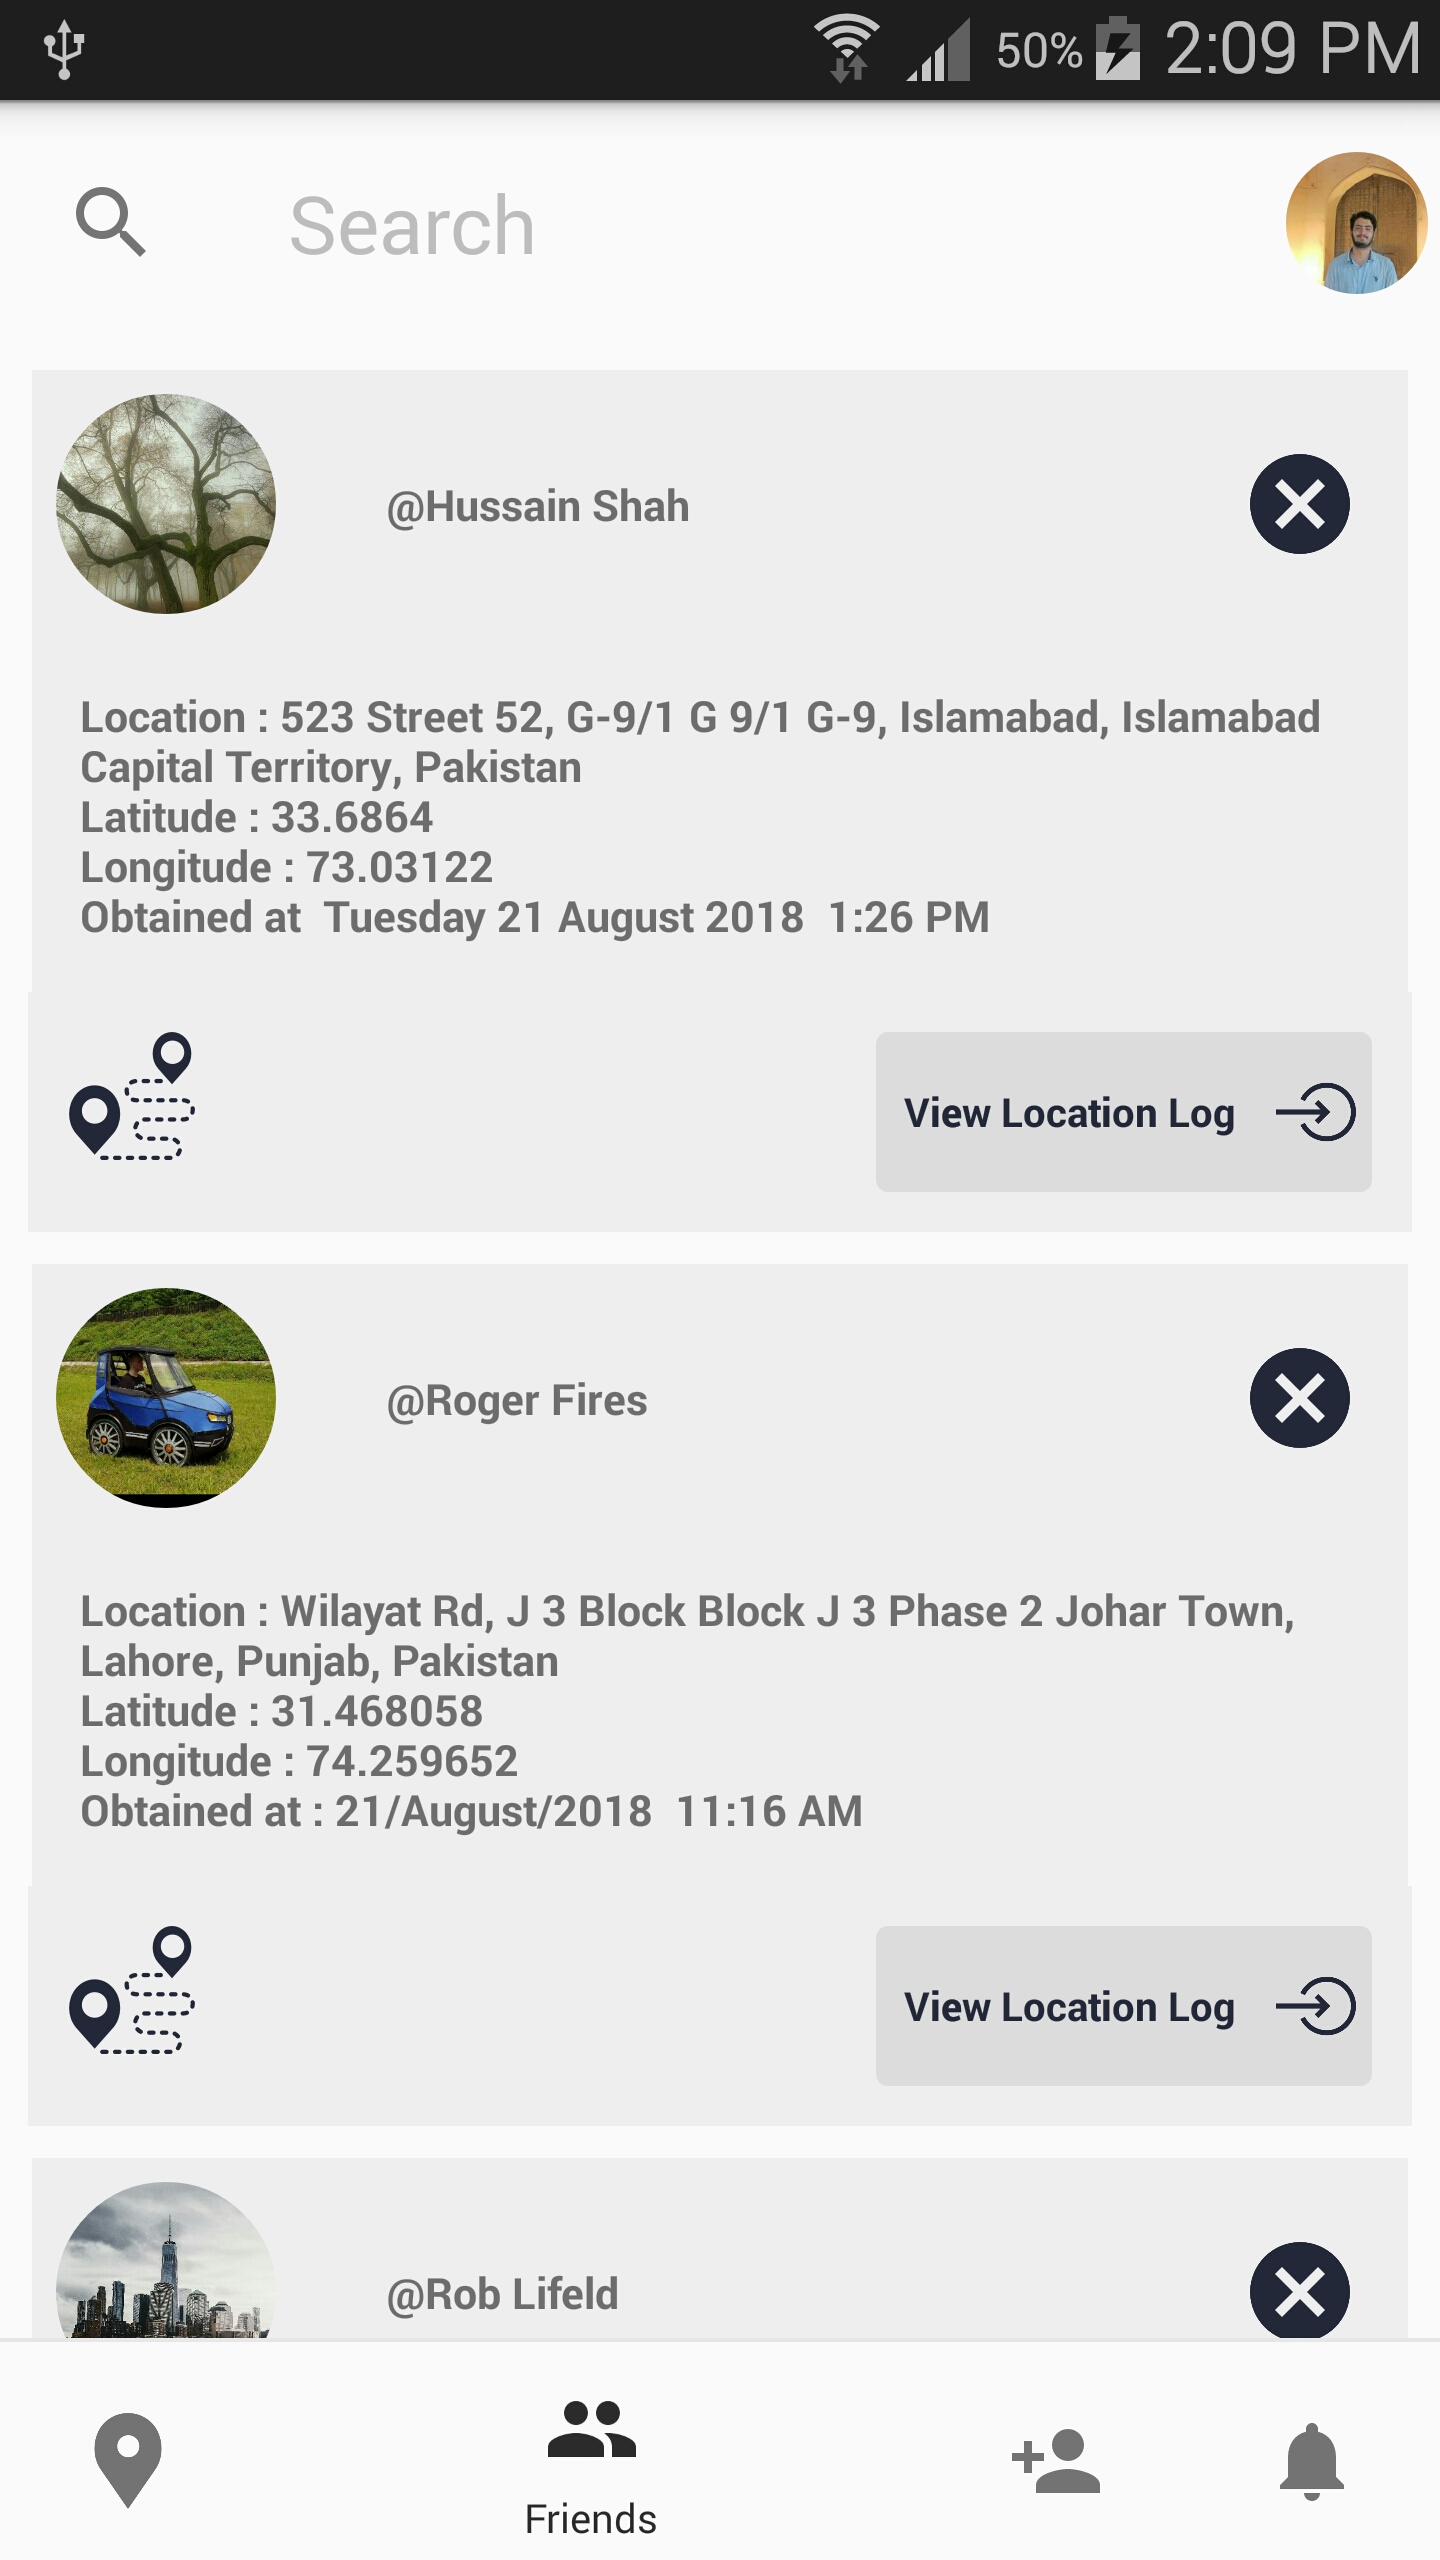 50% 2:09 PM
Search
@Hussain Shah
Location : 523 Street 52, G-9/1 G 9/1 G-9, Islamabad, Islamabad
Capital Territory, Pakistan
Latitude : 33.6864
Longitude : 73.03122
Obtained at  Tuesday 21 August 2018  1:26 PM
View Location Log
@Roger Fires
Location : Wilayat Rd, J 3 Block Block J 3 Phase 2 Johar Town,
Lahore, Punjab, Pakistan
Latitude : 31.468058
Longitude : 74.259652
Obtained at : 21/August/2018  11:16 AM
View Location Log
@Rob Lifeld
Friends